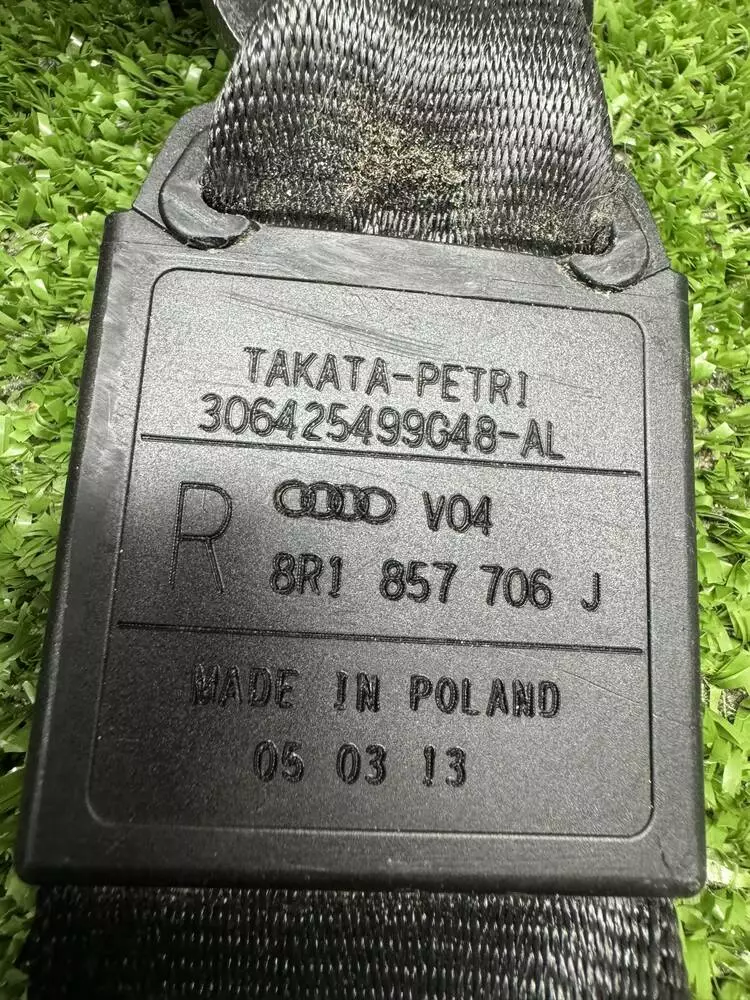 TAKATA-PETRI
306425499G48-AL
R V04
8R1 857 706 J
MADE IN POLAND
05 03 13